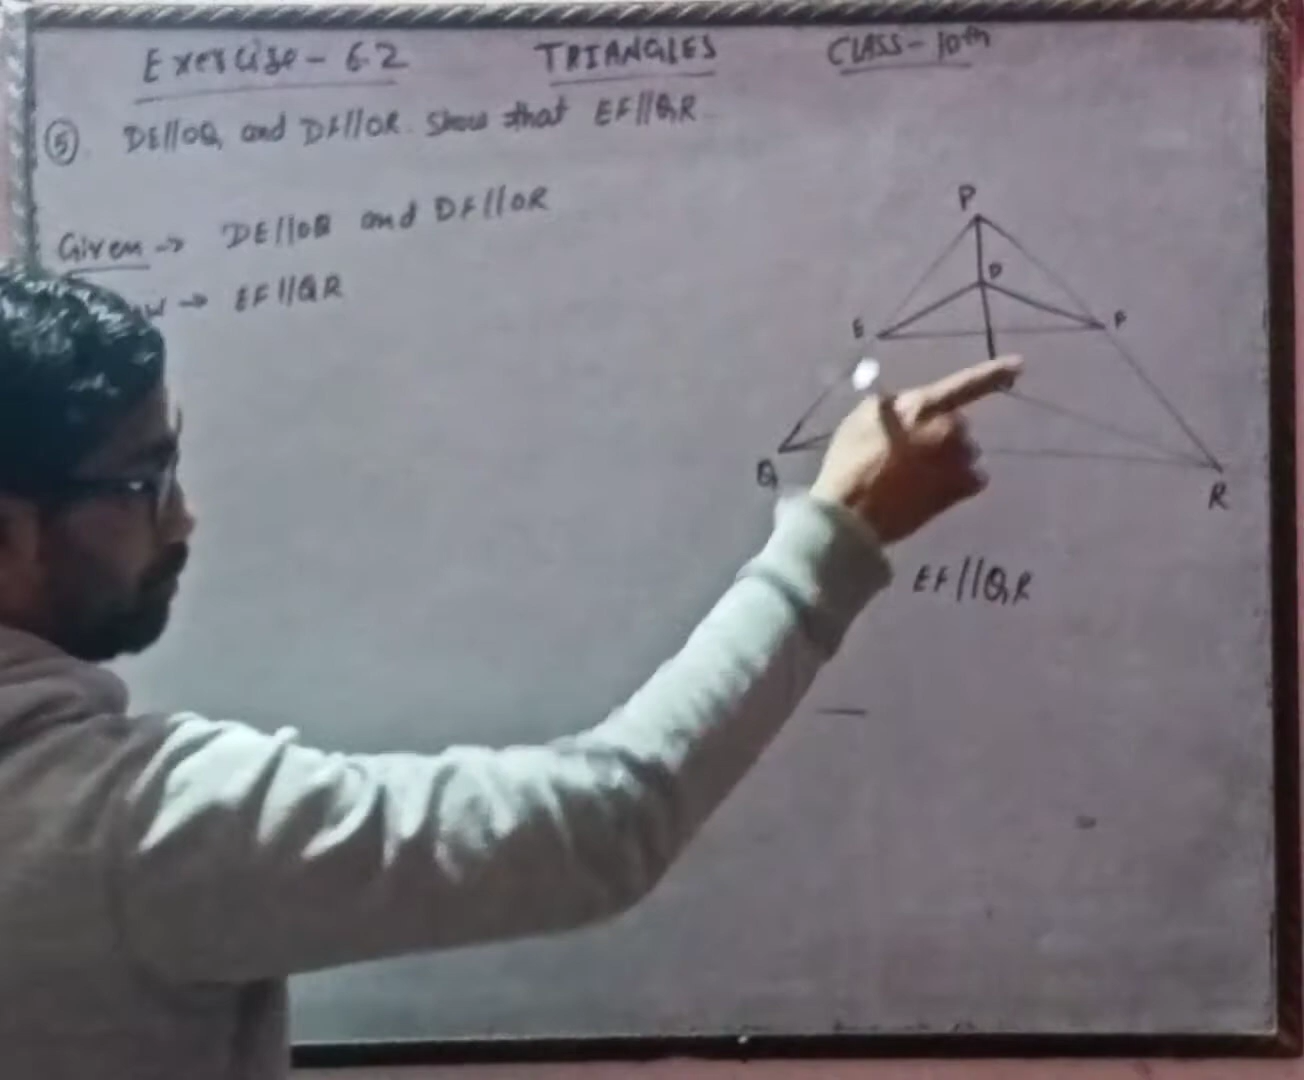 Exercise - 6.2 TRIANGLES CLASS - 10th
⑤. DE||OQ and DF||OR. Show that EF||QR.
Given → DE||OQ and DF||OR
→ EF||QR
P
D
E F
Q R
EF||QR